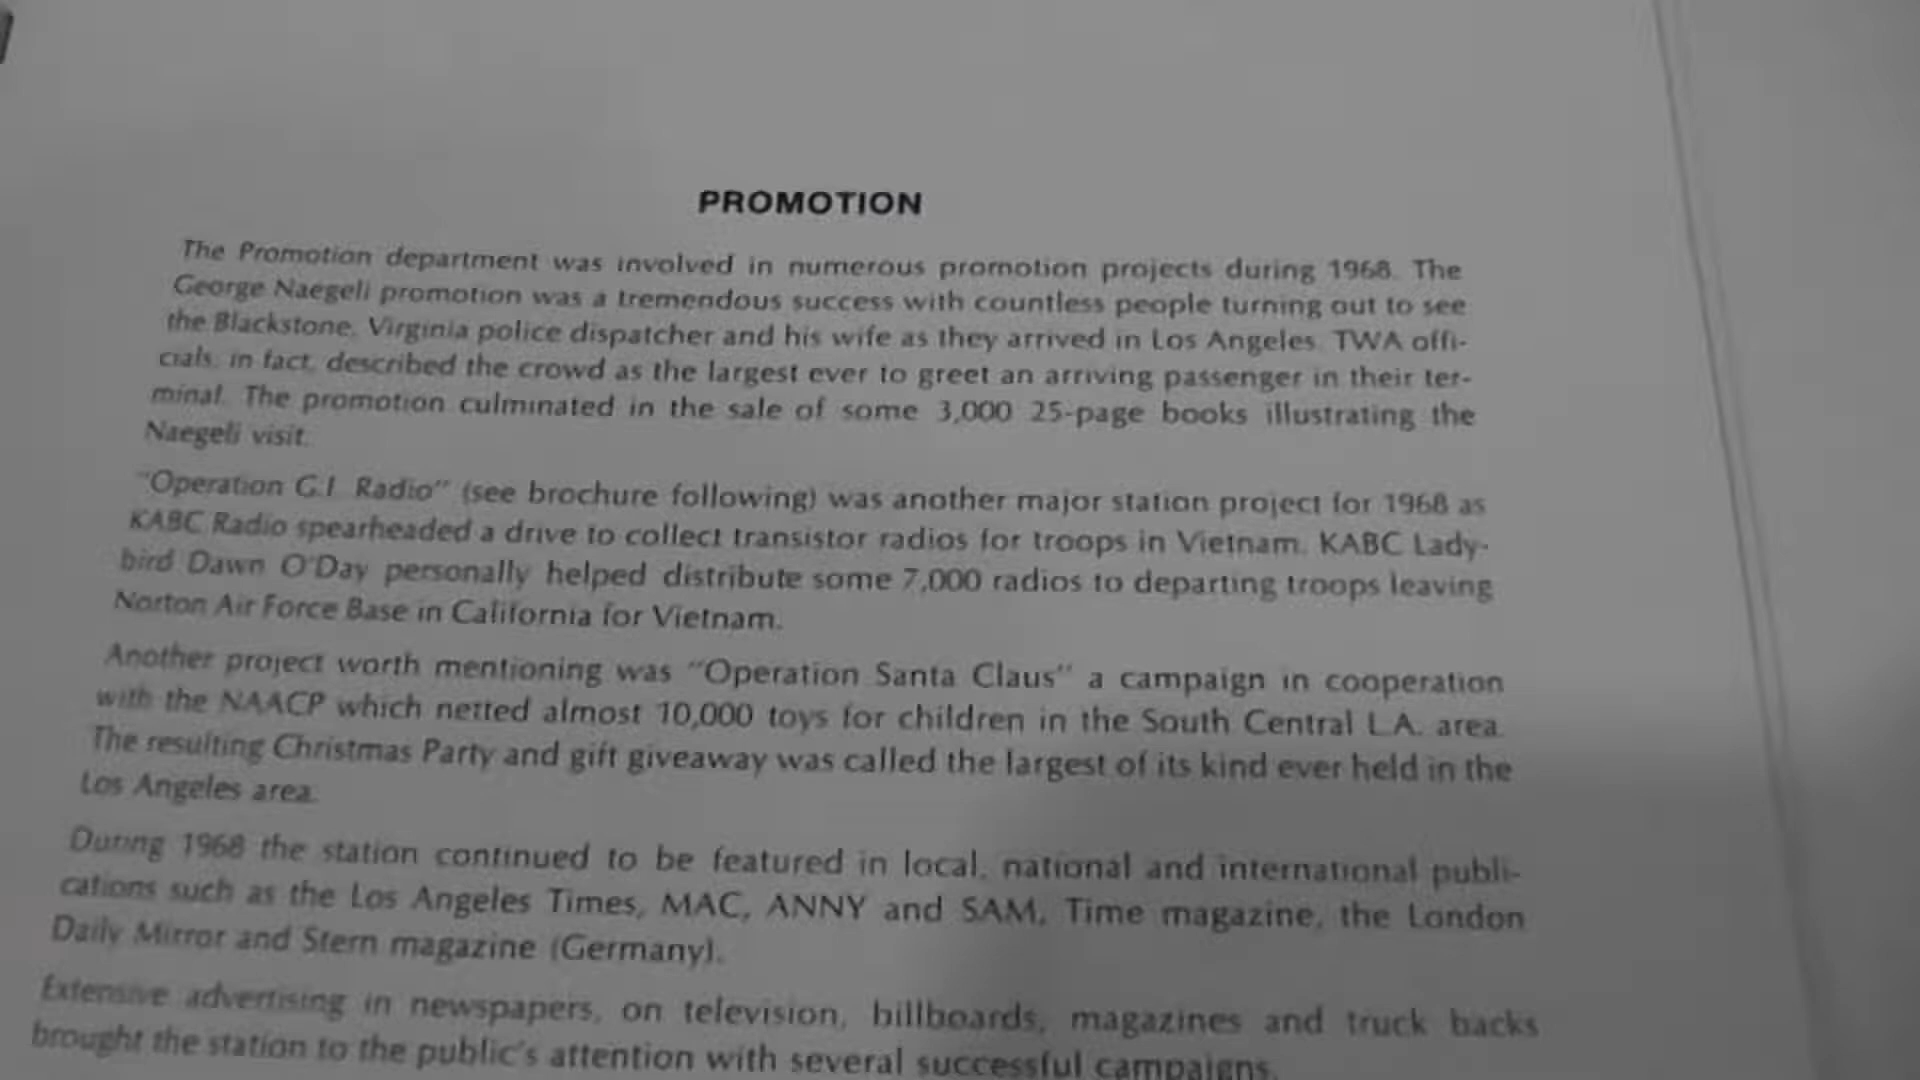 PROMOTION
The Promotion department was involved in numerous promotion projects during 1968. The
George Naegeli promotion was a tremendous success with countless people turning out to see
the Blackstone, Virginia police dispatcher and his wife as they arrived in Los Angeles. TWA offi-
cials, in fact, described the crowd as the largest ever to greet an arriving passenger in their ter-
minal. The promotion culminated in the sale of some 3,000 25-page books illustrating the
Naegeli visit.
"Operation G.I. Radio" (see brochure following) was another major station project for 1968 as
KABC Radio spearheaded a drive to collect transistor radios for troops in Vietnam. KABC Lady-
bird Dawn O'Day personally helped distribute some 7,000 radios to departing troops leaving
Norton Air Force Base in California for Vietnam.
Another project worth mentioning was "Operation Santa Claus" a campaign in cooperation
with the NAACP which netted almost 10,000 toys for children in the South Central L.A. area.
The resulting Christmas Party and gift giveaway was called the largest of its kind ever held in the
Los Angeles area.
During 1968 the station continued to be featured in local, national and international publi-
cations such as the Los Angeles Times, MAC, ANNY and SAM, Time magazine, the London
Daily Mirror and Stern magazine (Germany).
Extensive advertising in newspapers, on television, billboards, magazines and truck backs
brought the station to the public's attention with several successful campaigns.